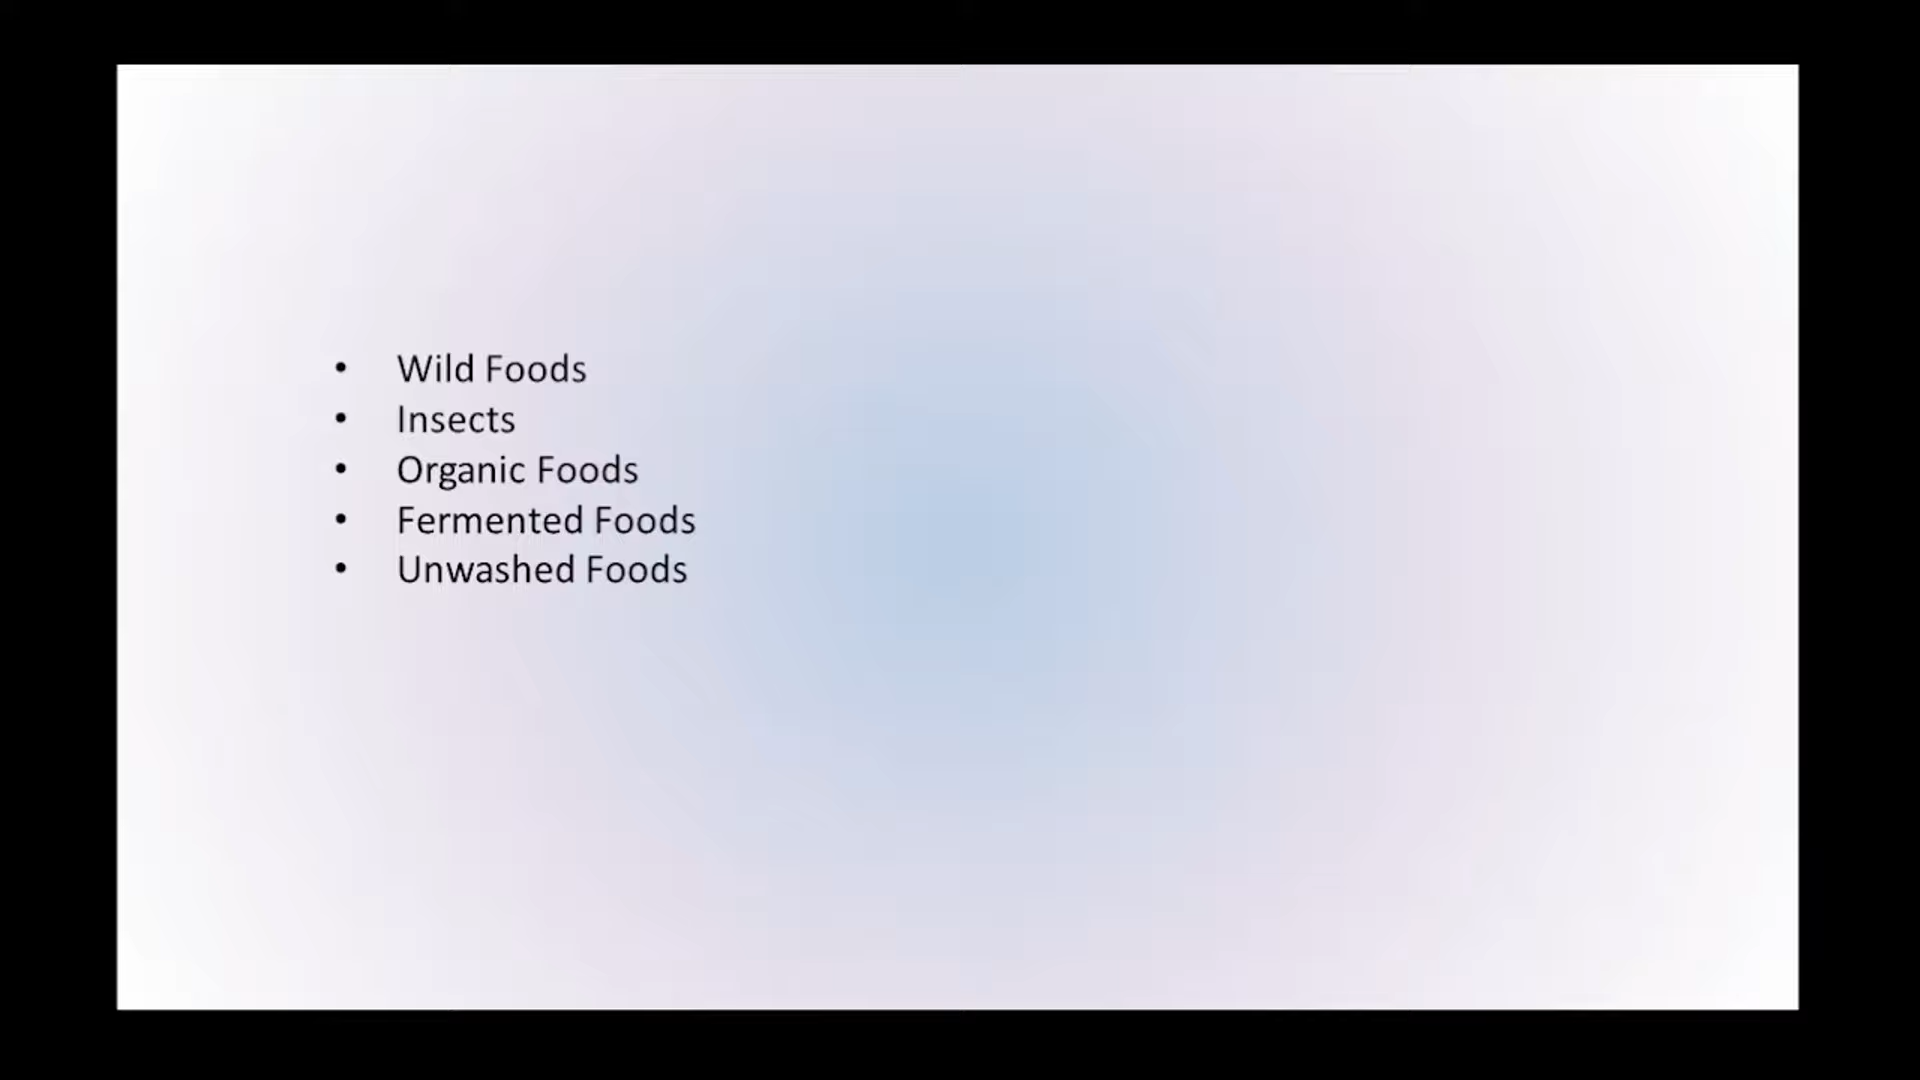 • Wild Foods
• Insects
• Organic Foods
• Fermented Foods
• Unwashed Foods